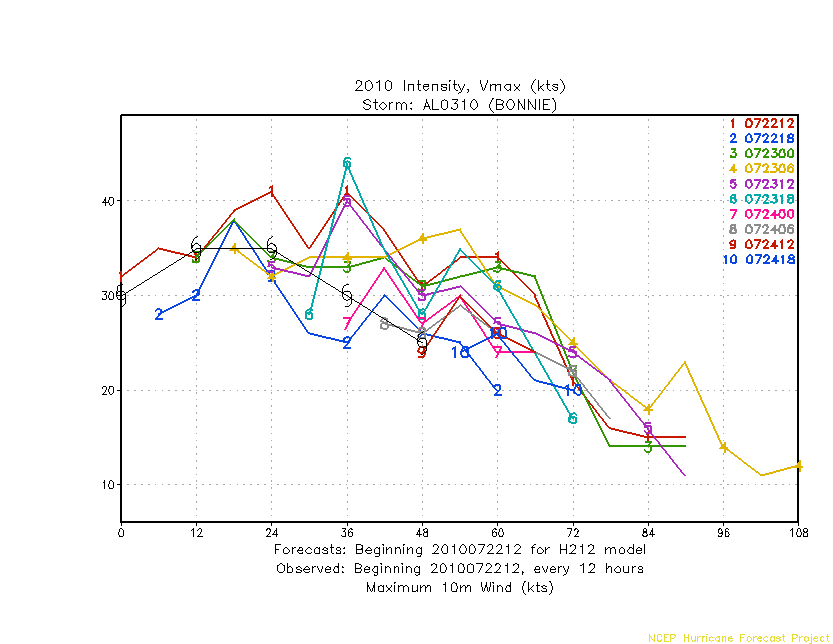 2010 Intensity, Vmax (kts)
Storm: AL0310 (BONNIE)
1 072212
2 072218
3 072300
4 072306
5 072312
6 072318
7 072400
8 072406
9 072412
10 072418
40
30
20
10
0 12 24 36 48 60 72 84 96 108
Forecasts: Beginning 2010072212 for H212 model
Observed: Beginning 2010072212, every 12 hours
Maximum 10m Wind (kts)
NCEP Hurricane Forecast Project